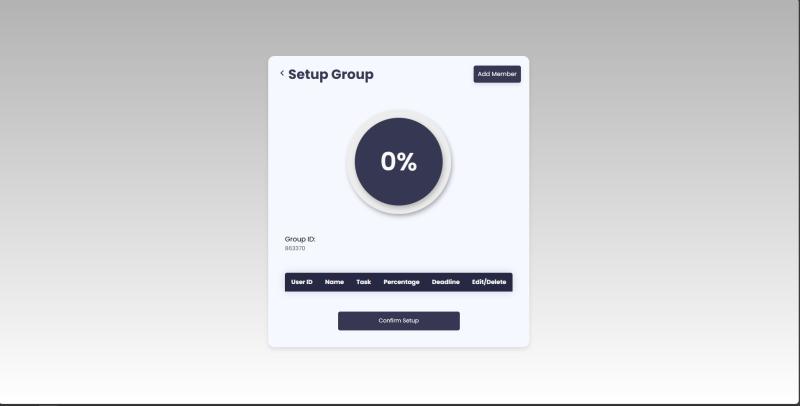 < Setup Group
Add Member
0%
Group ID:
863370
User ID Name Task Percentage Deadline Edit/Delete
Confirm Setup